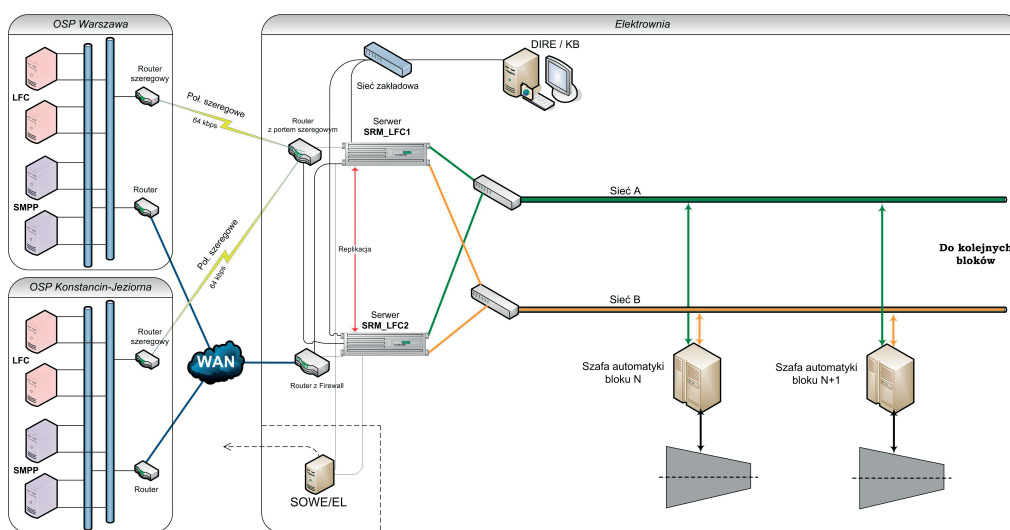 OSP Warszawa
LFC
SMPP
Router
szeregowy
Router
Poł. szeregowe
64 kbps
Elektrownia
DIRE / KB
Sieć zakładowa
Router
z portem szeregowym
Serwer
SRM_LFC1
Sieć A
Replikacja
Poł. szeregowe
64 kbps
Do kolejnych
bloków
OSP Konstancin-Jeziorna
LFC
SMPP
Router
szeregowy
Router
WAN
Serwer
SRM_LFC2
Router z Firewall
Sieć B
Szafa automatyki
bloku N
Szafa automatyki
bloku N+1
SOWE/EL